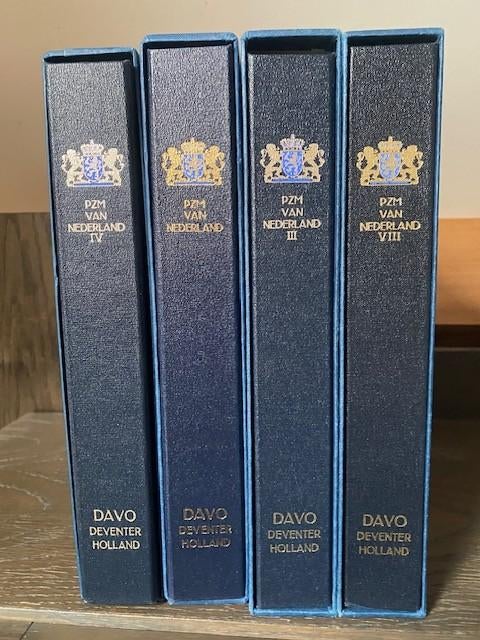 PZM
VAN
NEDERLAND
IV
DAVO
DEVENTER
HOLLAND
PZM
VAN
NEDERLAND
DAVO
DEVENTER
HOLLAND
PZM
VAN
NEDERLAND
III
DAVO
DEVENTER
HOLLAND
PZM
VAN
NEDERLAND
VIII
DAVO
DEVENTER
HOLLAND